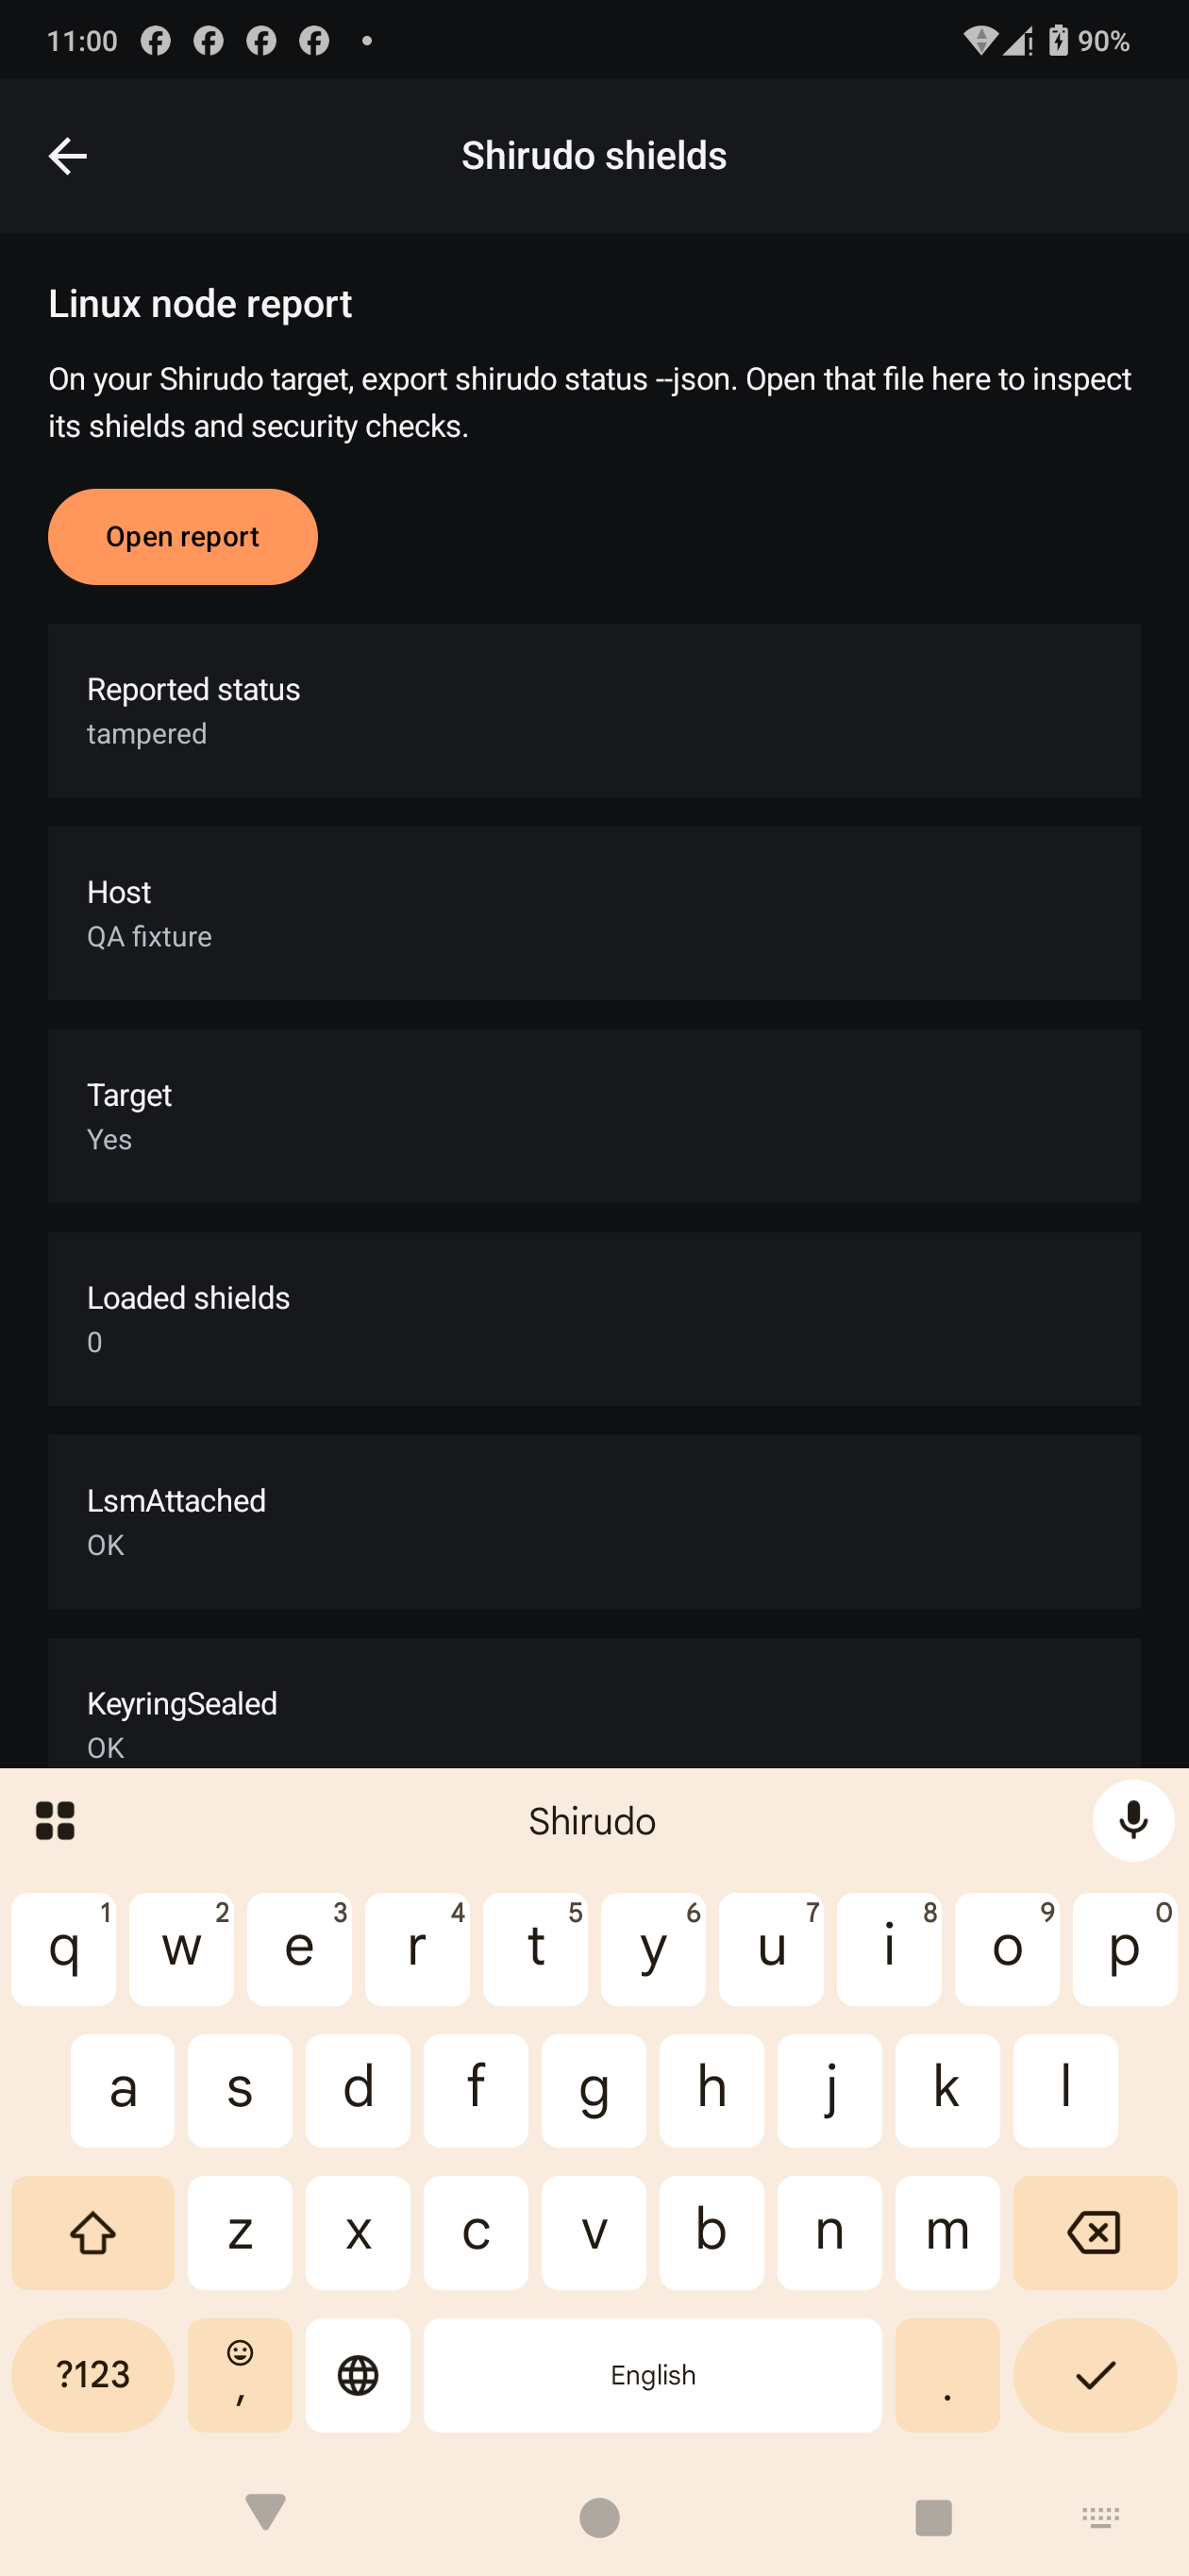 11:00
90%
Shirudo shields
Linux node report
On your Shirudo target, export shirudo status --json. Open that file here to inspect
its shields and security checks.
Open report
Reported status
tampered
Host
QA fixture
Target
Yes
Loaded shields
0
LsmAttached
OK
KeyringSealed
OK
Shirudo
q 1 w 2 e 3 r 4 t 5 y 6 u 7 i 8 o 9 p 0
a s d f g h j k l
z x c v b n m
?123 , English .